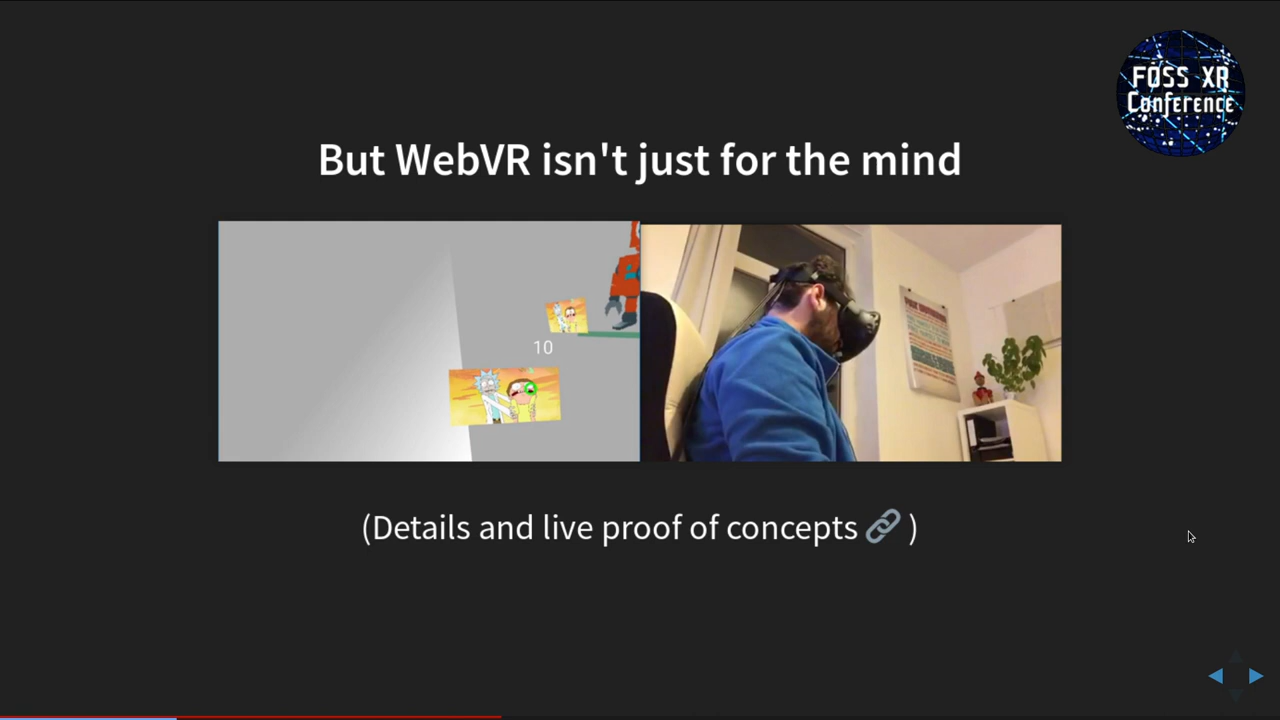 FOSS XR
Conference
But WebVR isn't just for the mind
10
(Details and live proof of concepts 🔗 )